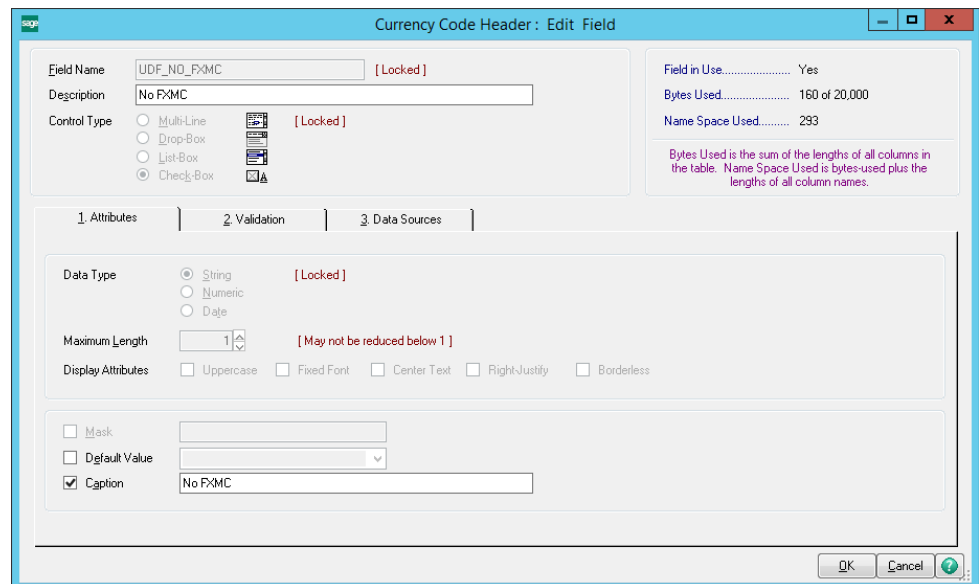 sage
Currency Code Header : Edit Field
X
Field Name UDF_NO_FXMC [ Locked ]
Description No FXMC
Control Type Multi-Line [ Locked ]
Drop-Box
List-Box
Check-Box
Field in Use...................... Yes
Bytes Used...................... 160 of 20,000
Name Space Used.......... 293
Bytes Used is the sum of the lengths of all columns in
the table. Name Space Used is bytes-used plus the
lengths of all column names.
1. Attributes 2. Validation 3. Data Sources
Data Type String [ Locked ]
Numeric
Date
Maximum Length 1 [ May not be reduced below 1 ]
Display Attributes Uppercase Fixed Font Center Text Right-Justify Borderless
Mask
Default Value
Caption No FXMC
OK Cancel ?